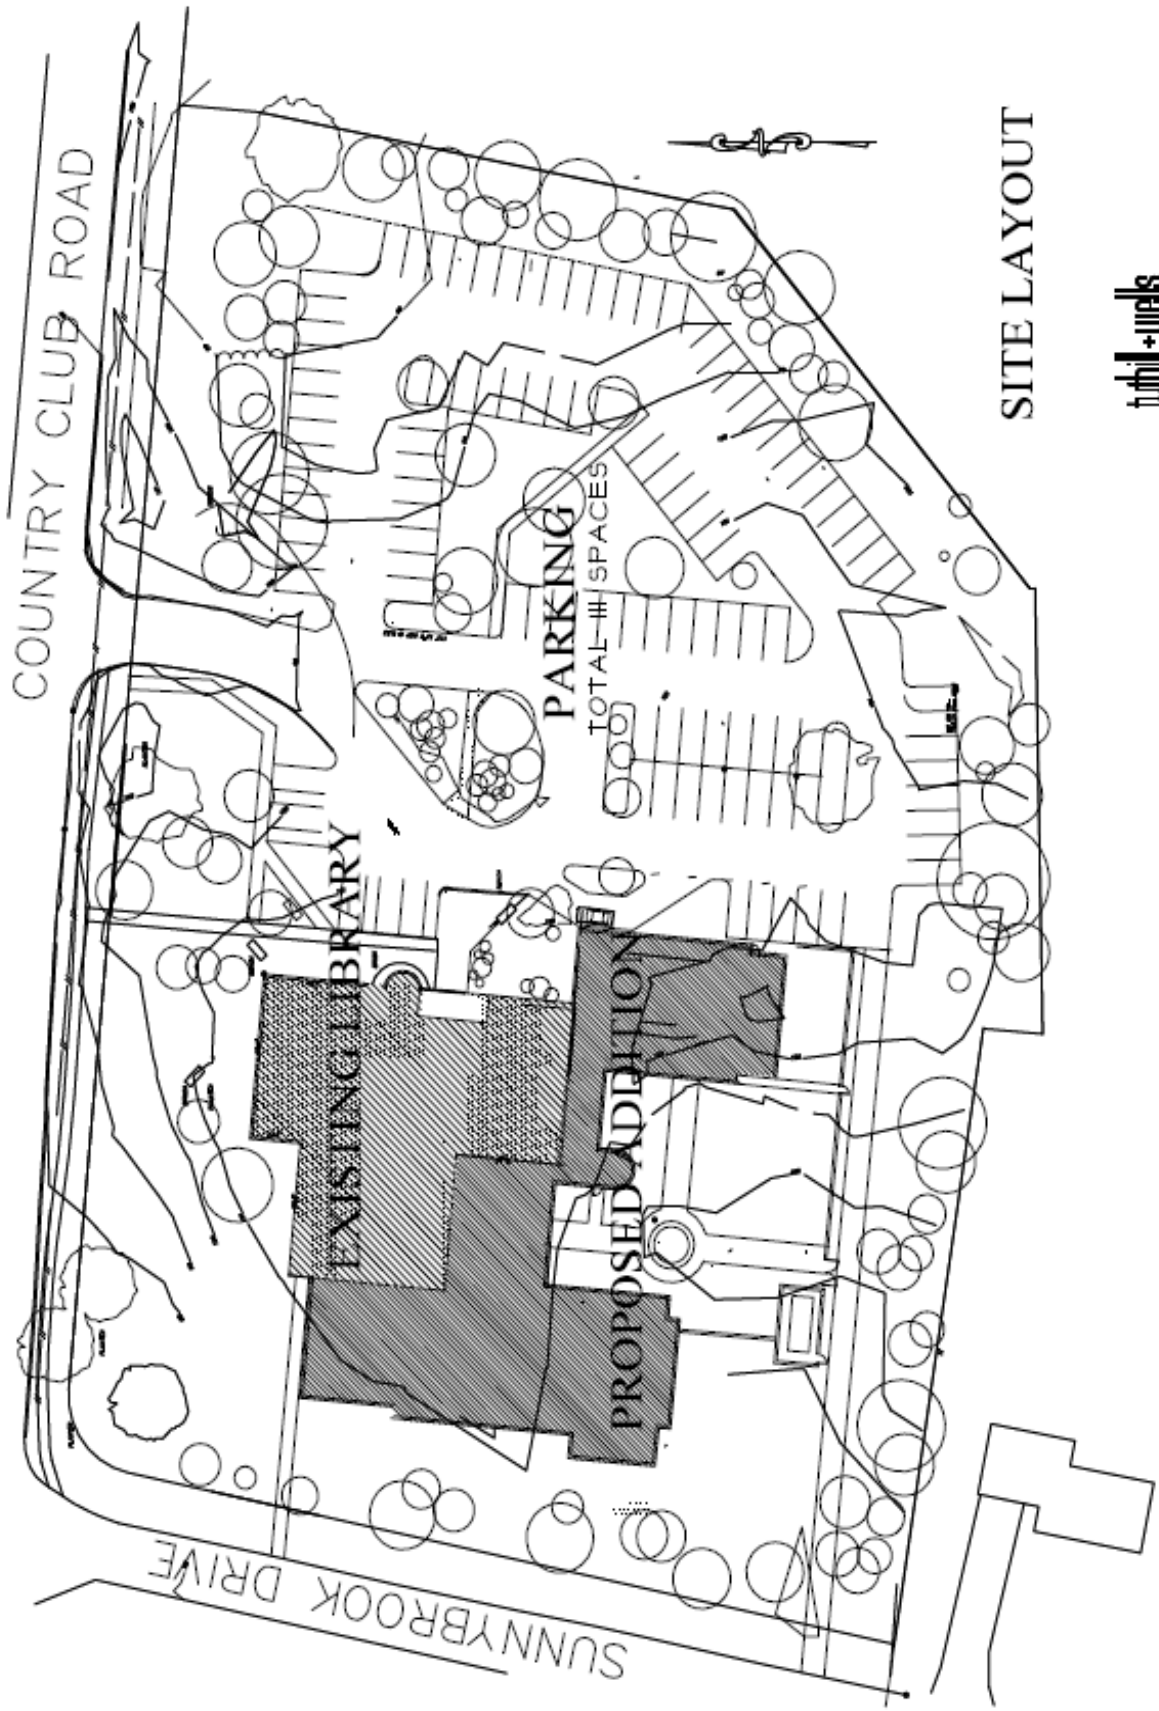 COUNTRY CLUB ROAD
SUNNYBROOK DRIVE
EXISTING LIBRARY
PROPOSED ADDITION
PARKING
TOTAL 111 SPACES
SITE LAYOUT
tuthill+wells